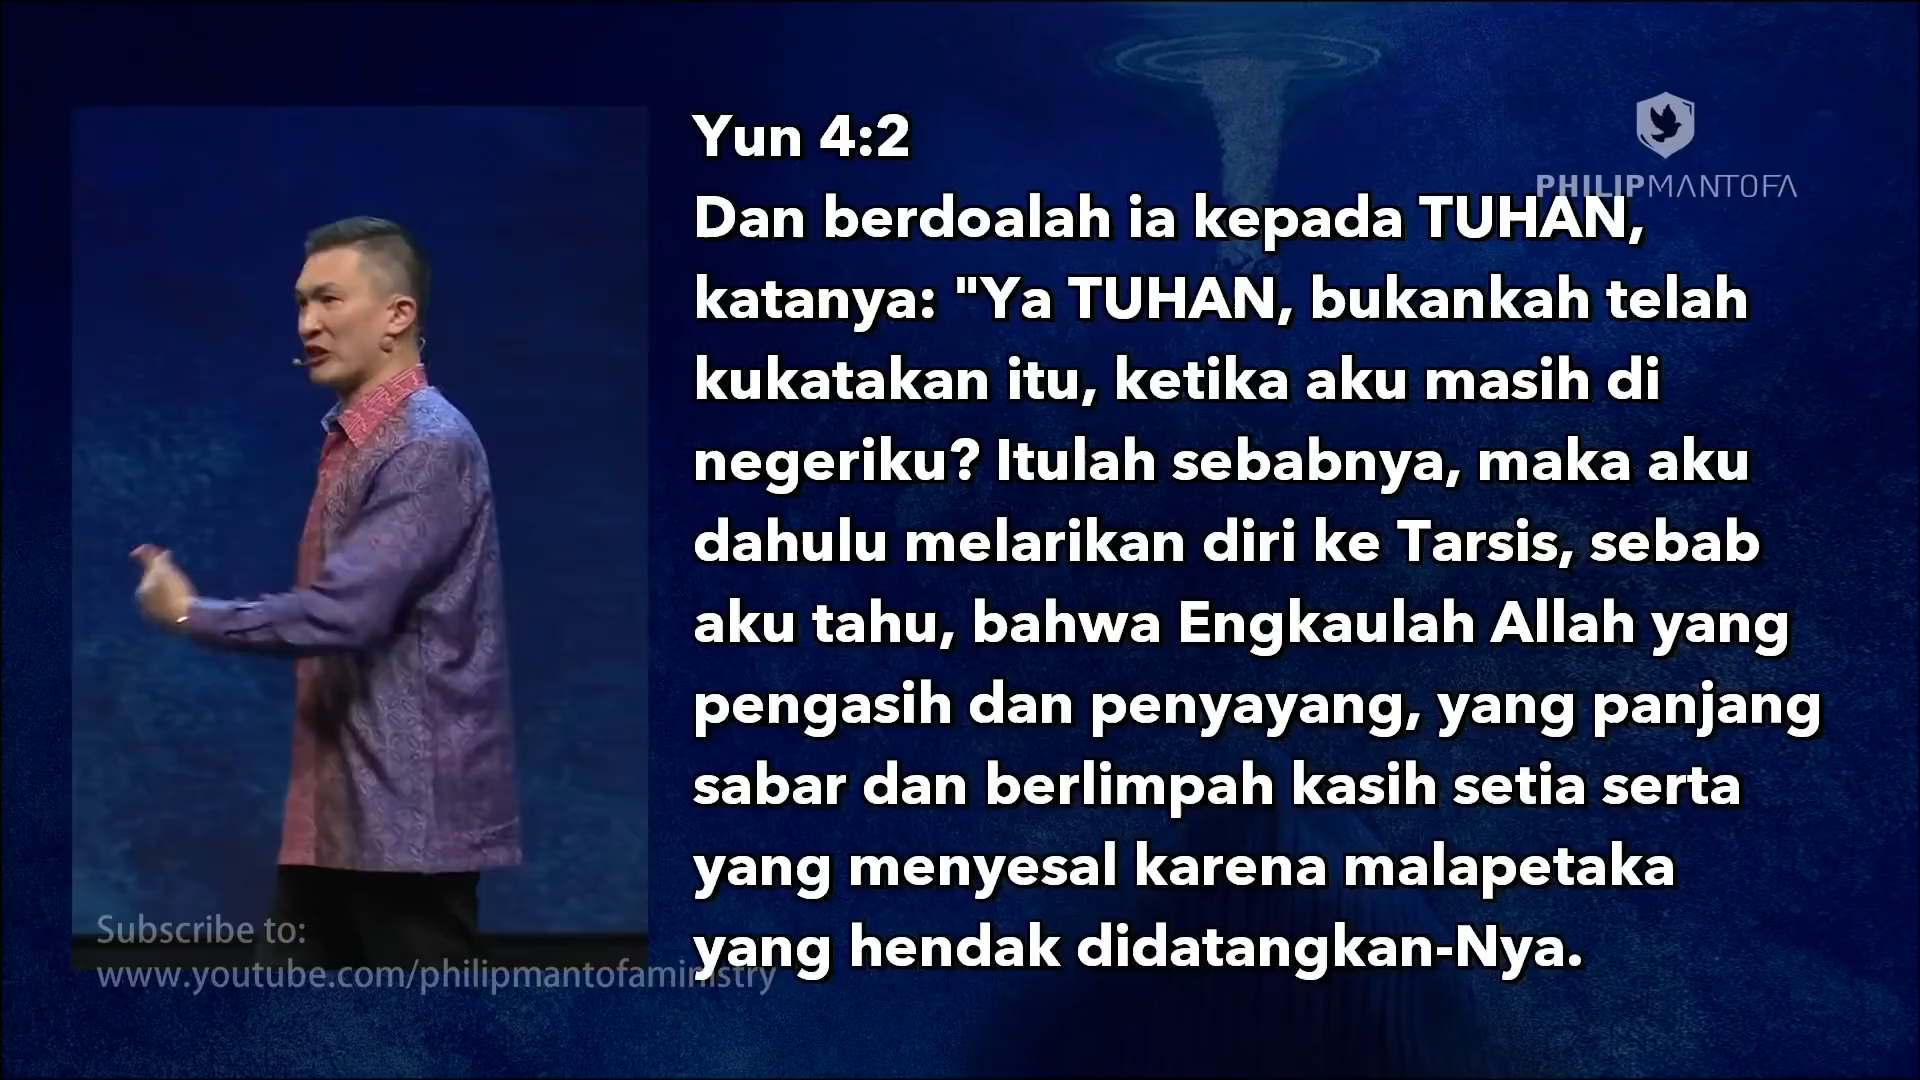 PHILIPMANTOFA
Yun 4:2
Dan berdoalah ia kepada TUHAN,
katanya: "Ya TUHAN, bukankah telah
kukatakan itu, ketika aku masih di
negeriku? Itulah sebabnya, maka aku
dahulu melarikan diri ke Tarsis, sebab
aku tahu, bahwa Engkaulah Allah yang
pengasih dan penyayang, yang panjang
sabar dan berlimpah kasih setia serta
yang menyesal karena malapetaka
yang hendak didatangkan-Nya.
Subscribe to:
www.youtube.com/philipmantofaministry